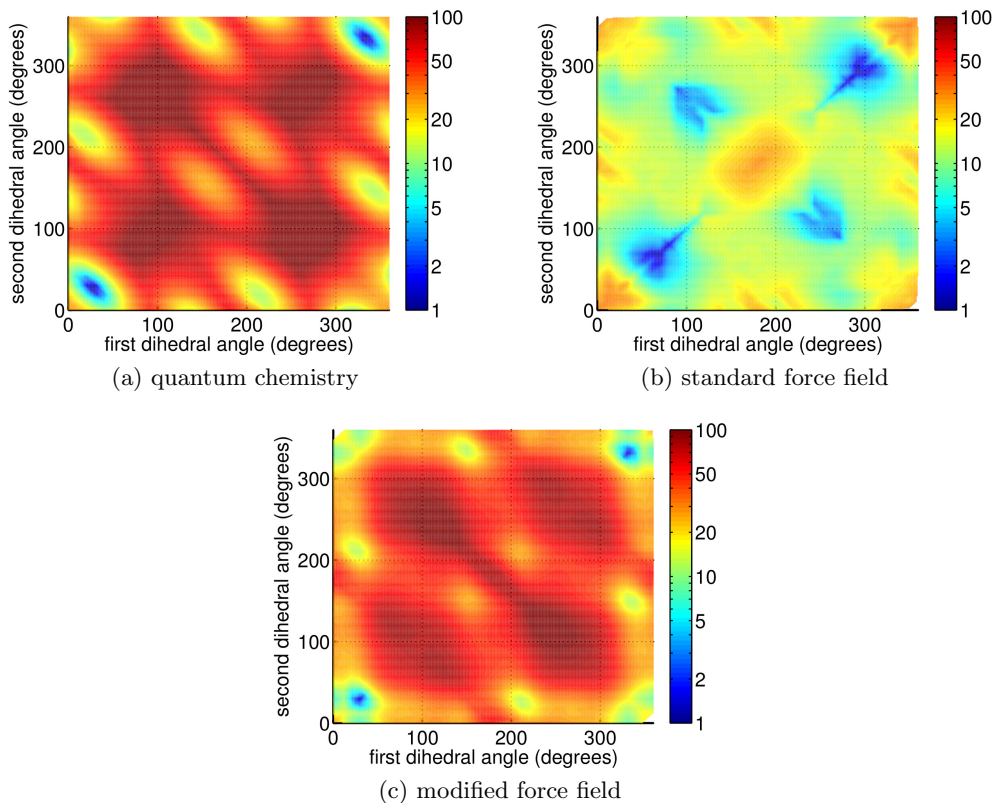 second dihedral angle (degrees)
300
200
100
0
0 100 200 300
first dihedral angle (degrees)
100
50
20
10
5
2
1
(a) quantum chemistry
second dihedral angle (degrees)
300
200
100
0
0 100 200 300
first dihedral angle (degrees)
100
50
20
10
5
2
1
(b) standard force field
second dihedral angle (degrees)
300
200
100
0
0 100 200 300
first dihedral angle (degrees)
100
50
20
10
5
2
1
(c) modified force field